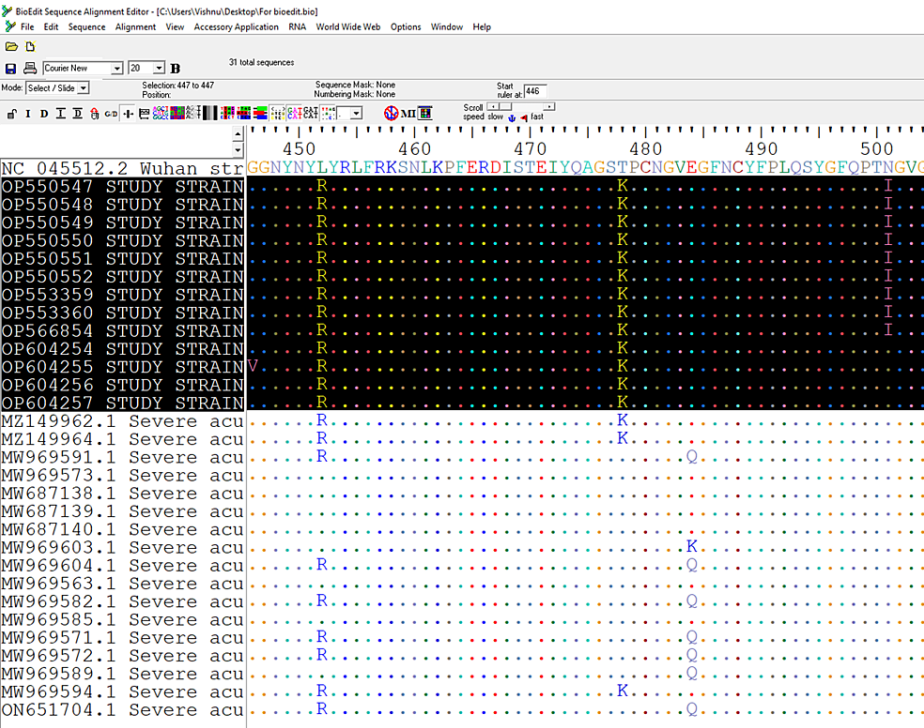 BioEdit Sequence Alignment Editor - [C:\Users\Vishnu\Desktop\For bioedit.bio]
File Edit Sequence Alignment View Accessory Application RNA World Wide Web Options Window Help
Courier New 20 B 31 total sequences
Mode: Select / Slide Selection: 447 to 447 Position: Sequence Mask: None Numbering Mask: None Start ruler at: 446
I D I D GCD MI Scroll speed slow fast
450 460 470 480 490 500
NC 045512.2 Wuhan str GGNYNYLYRLFRKSNLKPFERDISTEIYQAGSTPCNGVEGFNCYFPLQSYGFQPTNGVG
OP550547 STUDY STRAIN R K I
OP550548 STUDY STRAIN R K I
OP550549 STUDY STRAIN R K I
OP550550 STUDY STRAIN R K I
OP550551 STUDY STRAIN R K I
OP550552 STUDY STRAIN R K I
OP553359 STUDY STRAIN R K I
OP553360 STUDY STRAIN R K I
OP566854 STUDY STRAIN R K I
OP604254 STUDY STRAIN R K
OP604255 STUDY STRAIN V R K
OP604256 STUDY STRAIN R K
OP604257 STUDY STRAIN R K
MZ149962.1 Severe acu R K
MZ149964.1 Severe acu R K
MW969591.1 Severe acu R Q
MW969573.1 Severe acu
MW687138.1 Severe acu
MW687139.1 Severe acu
MW687140.1 Severe acu
MW969603.1 Severe acu K
MW969604.1 Severe acu R Q
MW969563.1 Severe acu
MW969582.1 Severe acu R Q
MW969585.1 Severe acu
MW969571.1 Severe acu R Q
MW969572.1 Severe acu R Q
MW969589.1 Severe acu Q
MW969594.1 Severe acu R K
ON651704.1 Severe acu R Q